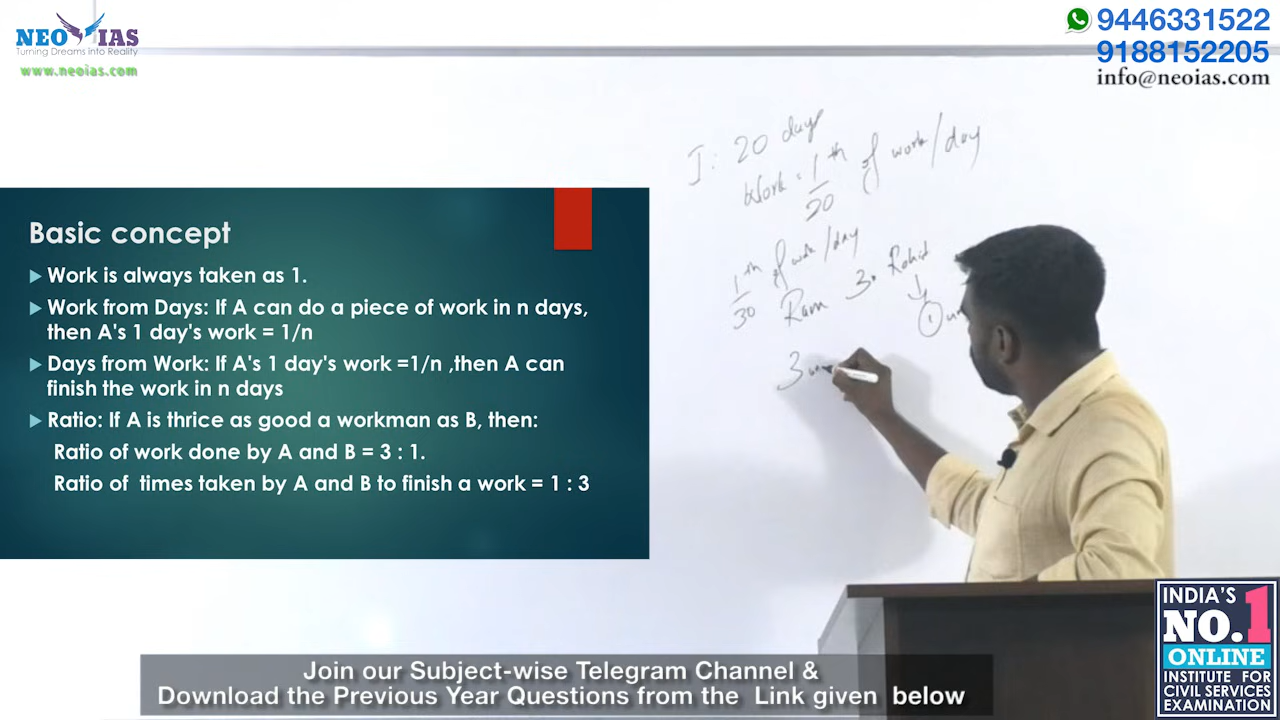 NEO IAS
Turning Dreams into Reality
www.neoias.com
9446331522
9188152205
info@neoias.com
Basic concept
Work is always taken as 1.
Work from Days: If A can do a piece of work in n days,
then A's 1 day's work = 1/n
Days from Work: If A's 1 day's work =1/n ,then A can
finish the work in n days
Ratio: If A is thrice as good a workman as B, then:
Ratio of work done by A and B = 3 : 1.
Ratio of times taken by A and B to finish a work = 1 : 3
J: 20 days
Work = 1/20 th of work/day
1/30 th of work/day
Ram 3. Rohit
1
3
Join our Subject-wise Telegram Channel &
Download the Previous Year Questions from the Link given below
INDIA'S
NO.1
ONLINE
INSTITUTE FOR
CIVIL SERVICES
EXAMINATION